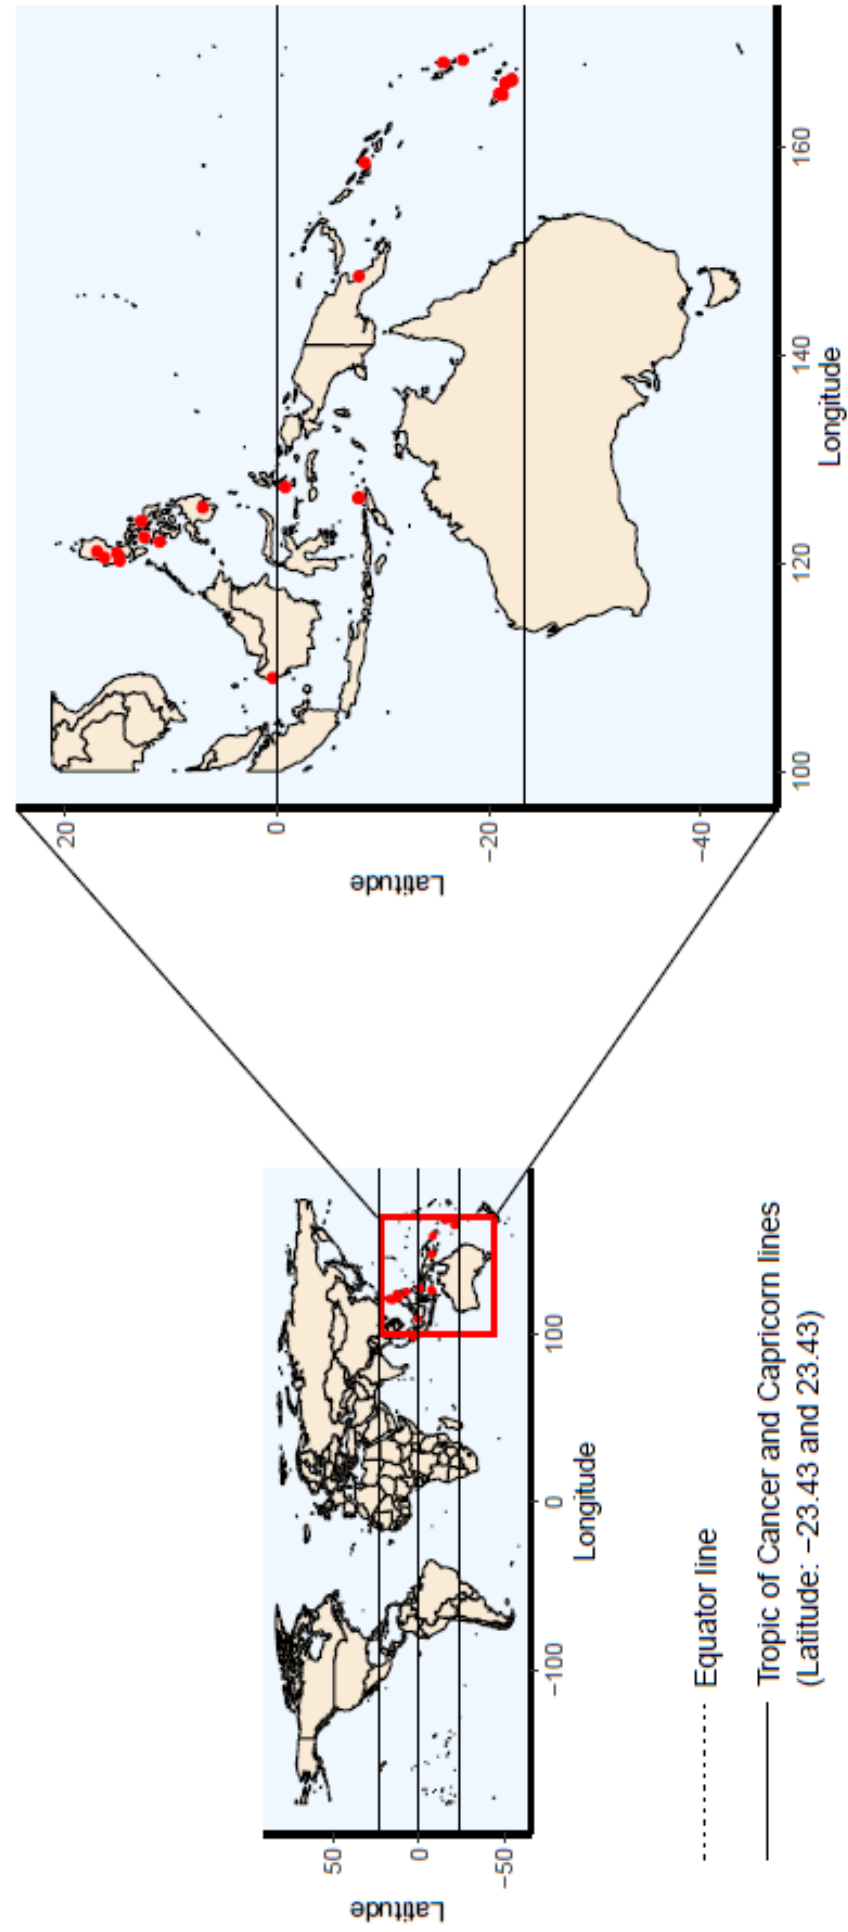 50
0
−50
Latitude
−100
0
100
Longitude
20
0
−20
−40
Latitude
100
120
140
160
Longitude
Equator line
Tropic of Cancer and Capricorn lines
(Latitude: −23.43 and 23.43)